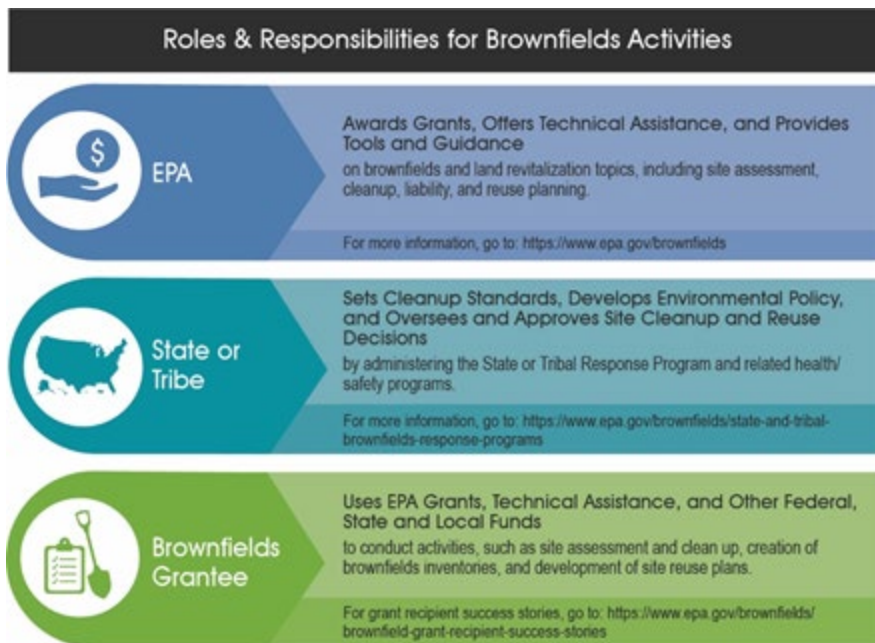 Roles & Responsibilities for Brownfields Activities
$
EPA
Awards Grants, Offers Technical Assistance, and Provides
Tools and Guidance
on brownfields and land revitalization topics, including site assessment,
cleanup, liability, and reuse planning.
For more information, go to: https://www.epa.gov/brownfields
State or
Tribe
Sets Cleanup Standards, Develops Environmental Policy,
and Oversees and Approves Site Cleanup and Reuse
Decisions
by administering the State or Tribal Response Program and related health/
safety programs.
For more information, go to: https://www.epa.gov/brownfields/state-and-tribal-
brownfields-response-programs
Brownfields
Grantee
Uses EPA Grants, Technical Assistance, and Other Federal,
State and Local Funds
to conduct activities, such as site assessment and clean up, creation of
brownfields inventories, and development of site reuse plans.
For grant recipient success stories, go to: https://www.epa.gov/brownfields/
brownfield-grant-recipient-success-stories